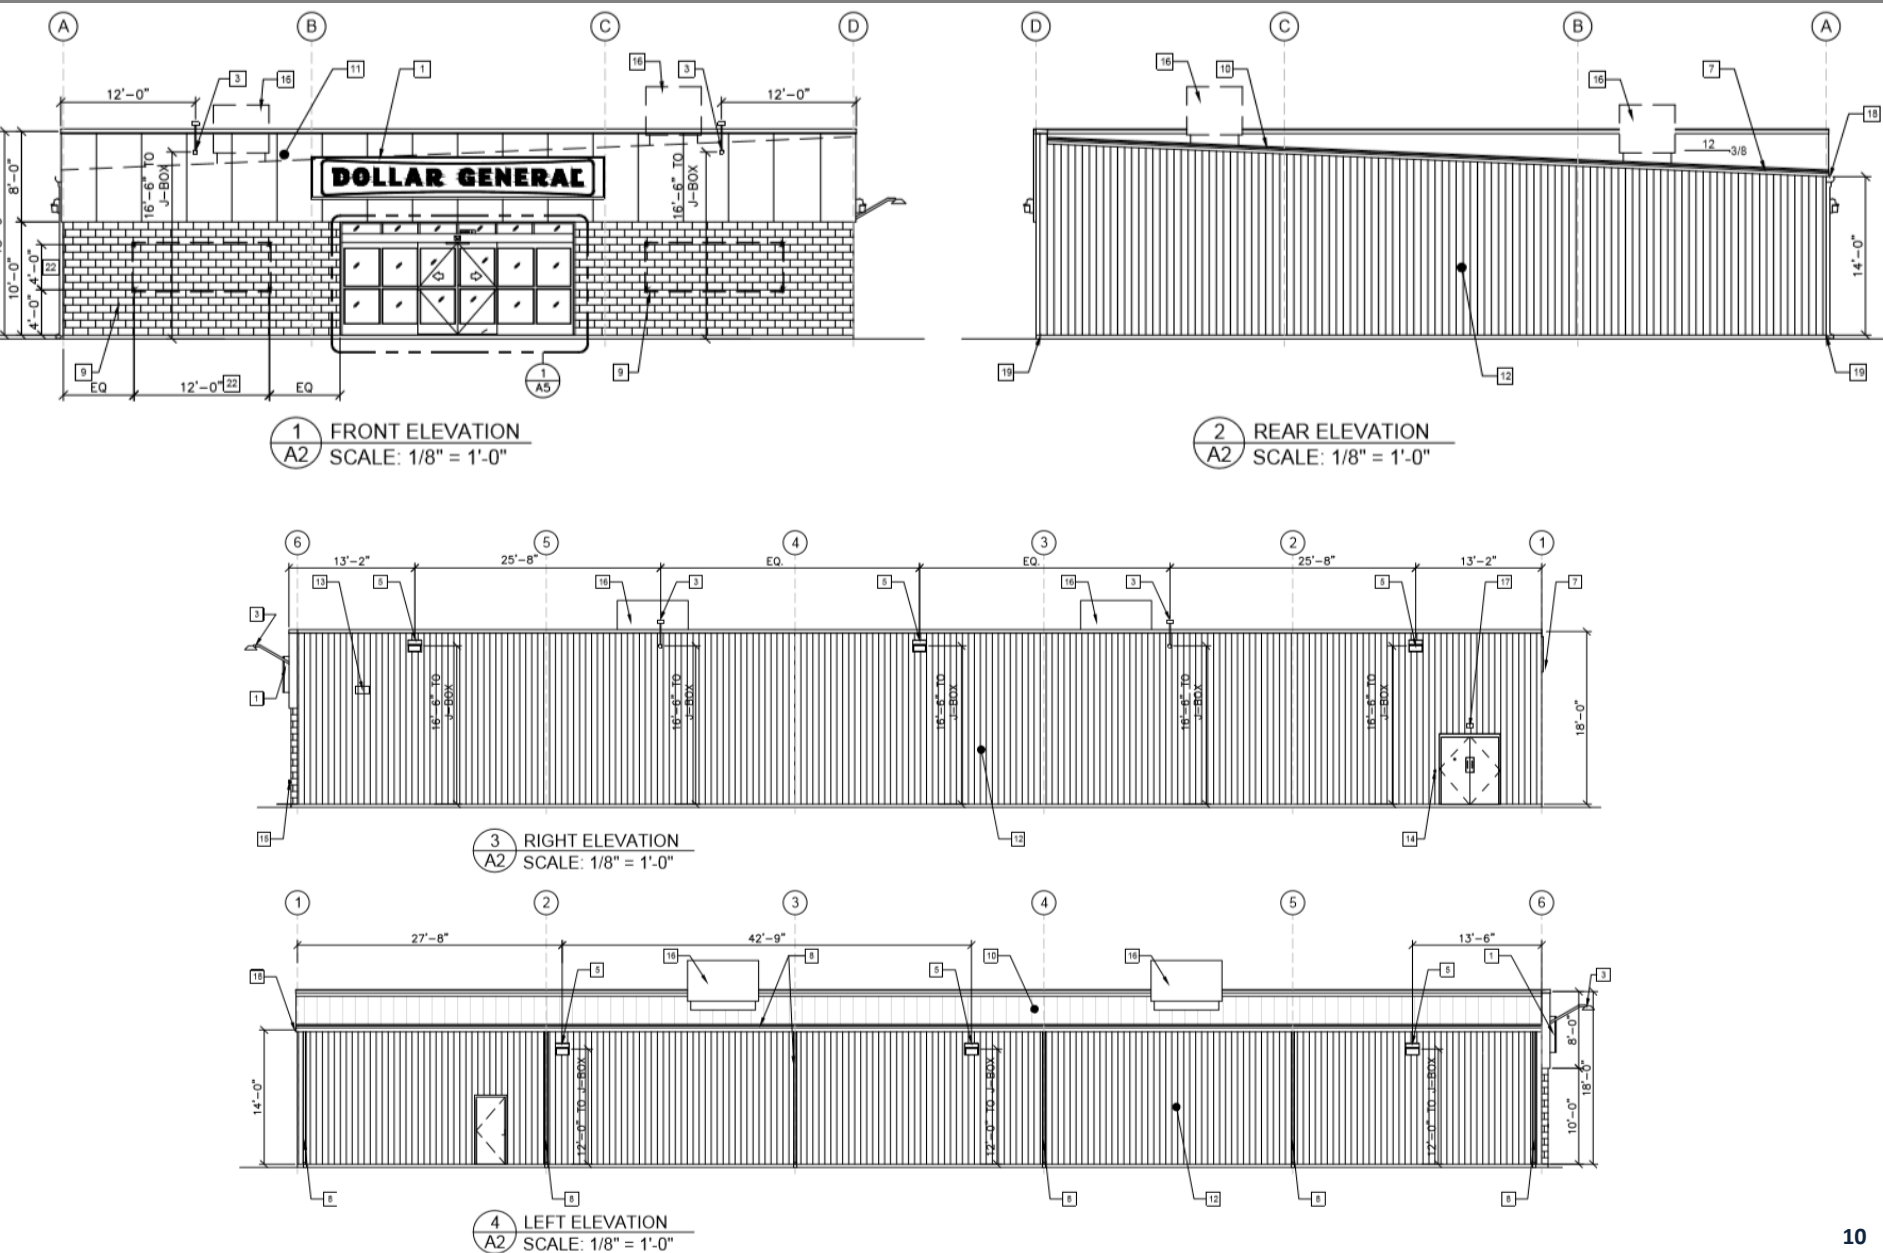 A B C D
D C B A
3 16 11 1 16 3
16 10 16 7 18
12'-0" 12'-0"
12
3/8
8'-0"
16'-6" TO J-BOX
DOLLAR GENERAL
16'-6" TO J-BOX
10'-0"
4'-0"
22
4'-0"
14'-0"
9 9 19 12 19
EQ 12'-0" 22 EQ
1
A5
1
A2
FRONT ELEVATION
SCALE: 1/8" = 1'-0"
2
A2
REAR ELEVATION
SCALE: 1/8" = 1'-0"
6 5 4 3 2 1
13'-2" 25'-8" EQ. EQ. 25'-8" 13'-2"
13 5 16 3 5 16 3 5 17 7
3
1
16'-6" TO J-BOX
16'-6" TO J-BOX
16'-6" TO J-BOX
16'-6" TO J-BOX
16'-6" TO J-BOX
18'-0"
15 12 14
3
A2
RIGHT ELEVATION
SCALE: 1/8" = 1'-0"
1 2 3 4 5 6
27'-8" 42'-9" 13'-6"
18 5 16 8 5 10 16 5 1 3
14'-0"
12'-0" TO J-BOX
12'-0" TO J-BOX
12'-0" TO J-BOX
8'-0"
18'-0"
10'-0"
8 8 8 12 8 8
4
A2
LEFT ELEVATION
SCALE: 1/8" = 1'-0"
10